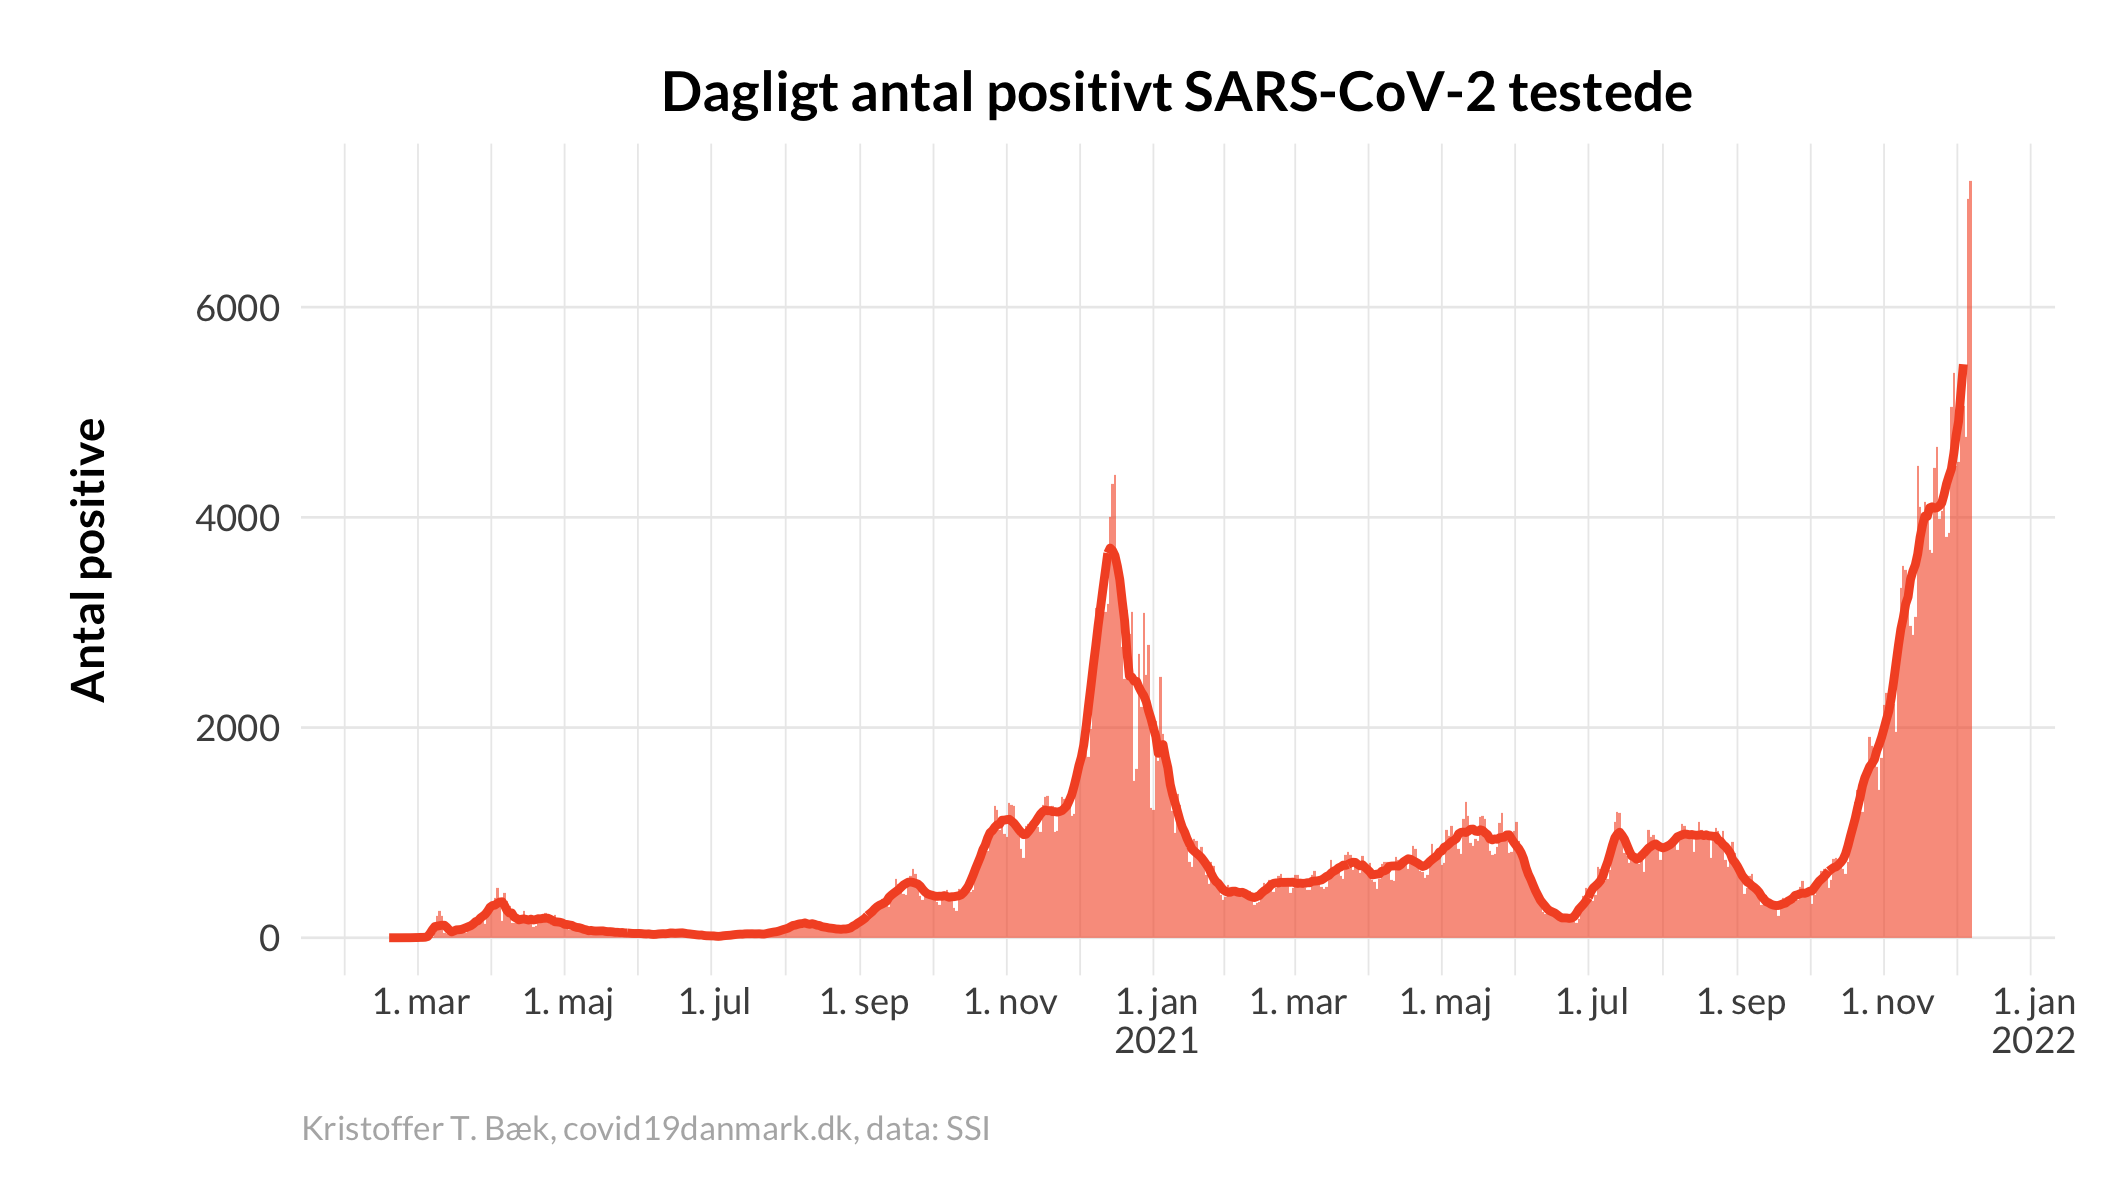 Dagligt antal positivt SARS-CoV-2 testede
Antal positive
6000
4000
2000
0
1. mar 1. maj 1. jul 1. sep 1. nov 1. jan 1. mar 1. maj 1. jul 1. sep 1. nov 1. jan
2021 2022
Kristoffer T. Bæk, covid19danmark.dk, data: SSI